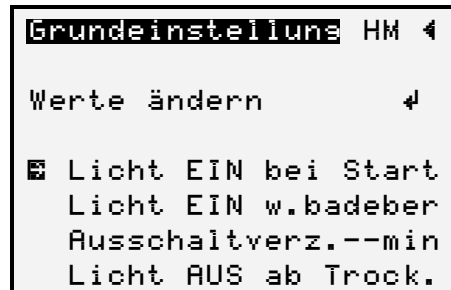 Grundeinstellung HM
Werte ändern
Licht EIN bei Start
Licht EIN w.badeber
Ausschaltverz.--min
Licht AUS ab Trock.